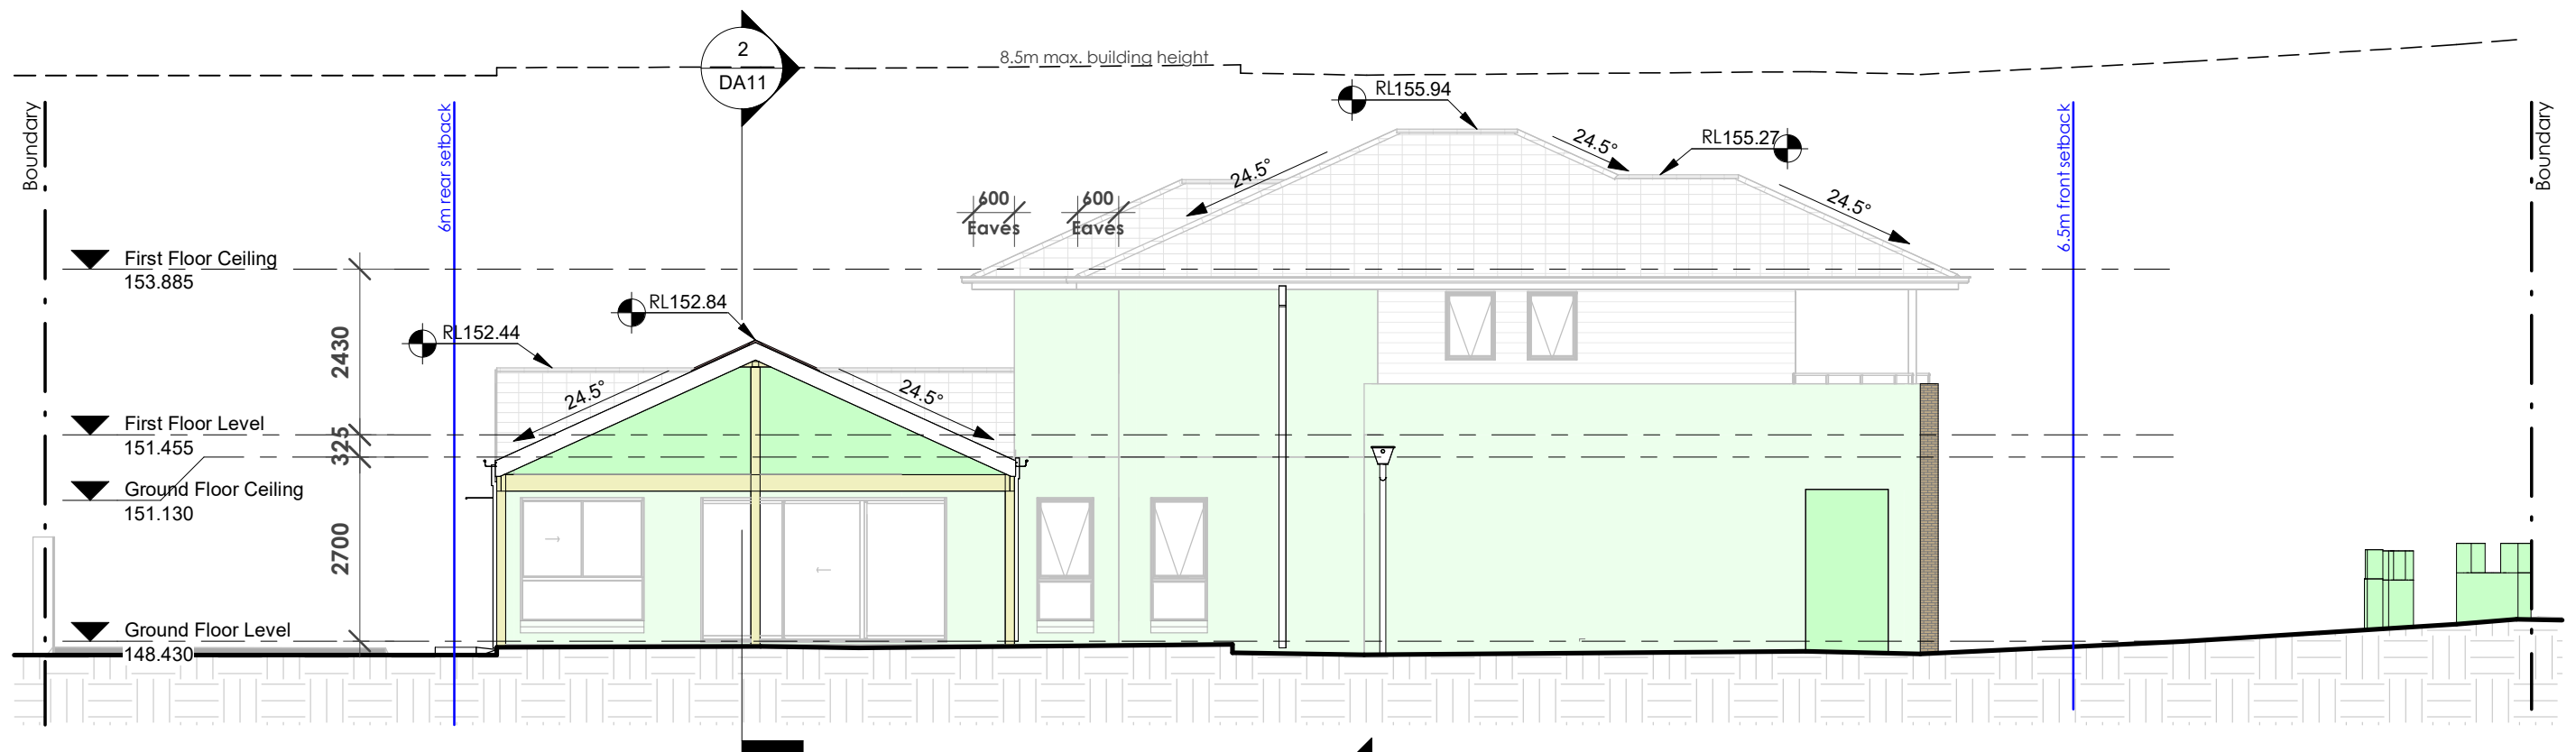 2
DA11
8.5m max. building height
Boundary
6m rear setback
RL155.94
24.5°
RL155.27
24.5°
24.5°
6.5m front setback
Boundary
600
Eaves
600
Eaves
First Floor Ceiling
153.885
RL152.84
RL152.44
2430
24.5°
24.5°
First Floor Level
151.455
325
Ground Floor Ceiling
151.130
2700
Ground Floor Level
148.430